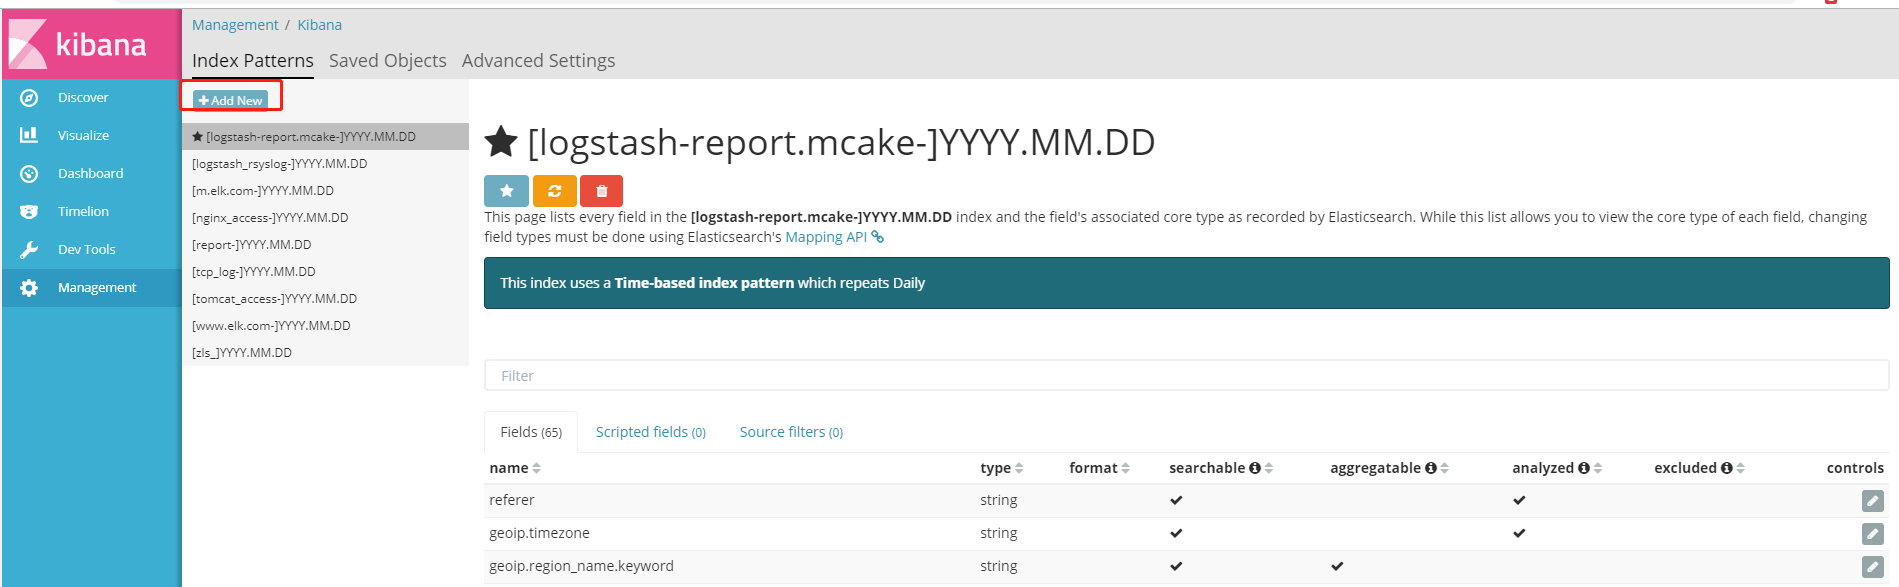 kibana
Discover
Visualize
Dashboard
Timelion
Dev Tools
Management
Management / Kibana
Index Patterns Saved Objects Advanced Settings
Add New
[logstash-report.mcake-]YYYY.MM.DD
[logstash_rsyslog-]YYYY.MM.DD
[m.elk.com-]YYYY.MM.DD
[nginx_access-]YYYY.MM.DD
[report-]YYYY.MM.DD
[tcp_log-]YYYY.MM.DD
[tomcat_access-]YYYY.MM.DD
[www.elk.com-]YYYY.MM.DD
[zls_]YYYY.MM.DD
[logstash-report.mcake-]YYYY.MM.DD
This page lists every field in the [logstash-report.mcake-]YYYY.MM.DD index and the field's associated core type as recorded by Elasticsearch. While this list allows you to view the core type of each field, changing
field types must be done using Elasticsearch's Mapping API
This index uses a Time-based index pattern which repeats Daily
Filter
Fields (65) Scripted fields (0) Source filters (0)
name type format searchable aggregatable analyzed excluded controls
referer string
geoip.timezone string
geoip.region_name.keyword string